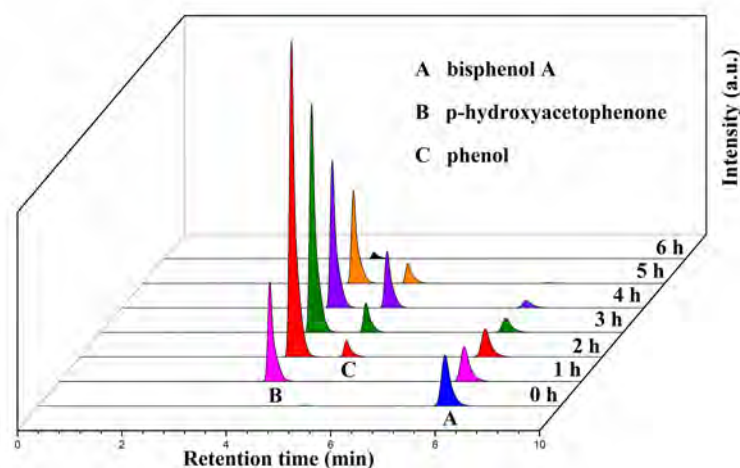 A bisphenol A
B p-hydroxyacetophenone
C phenol
Intensity (a.u.)
6 h
5 h
4 h
3 h
2 h
1 h
0 h
C
B
A
0 2 4 6 8 10
Retention time (min)